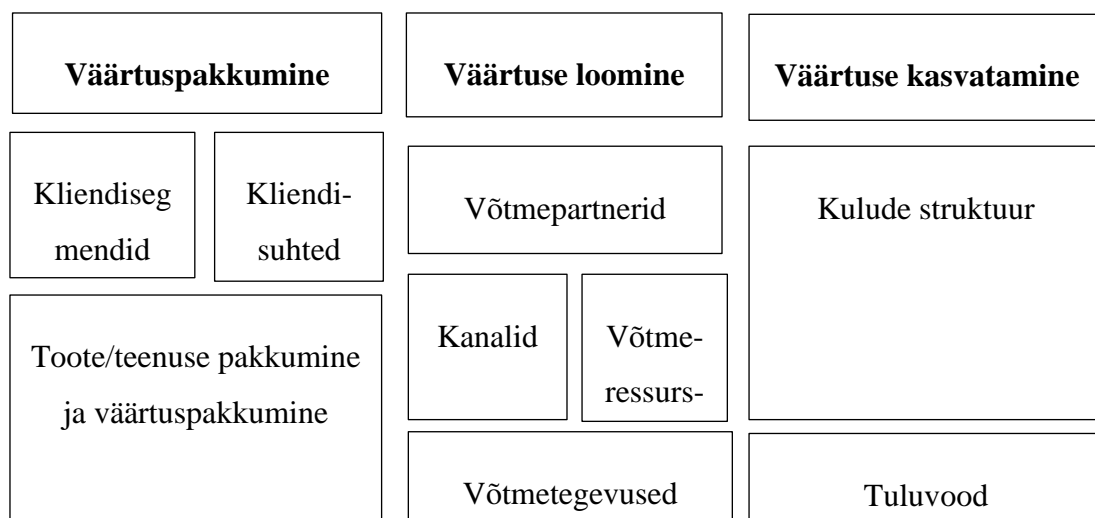 Väärtuspakkumine
Väärtuse loomine
Väärtuse kasvatamine
Kliendiseg
mendid
Kliendi-
suhted
Toote/teenuse pakkumine
ja väärtuspakkumine
Võtmepartnerid
Kanalid
Võtme-
ressurs-
Võtmetegevused
Kulude struktuur
Tuluvood